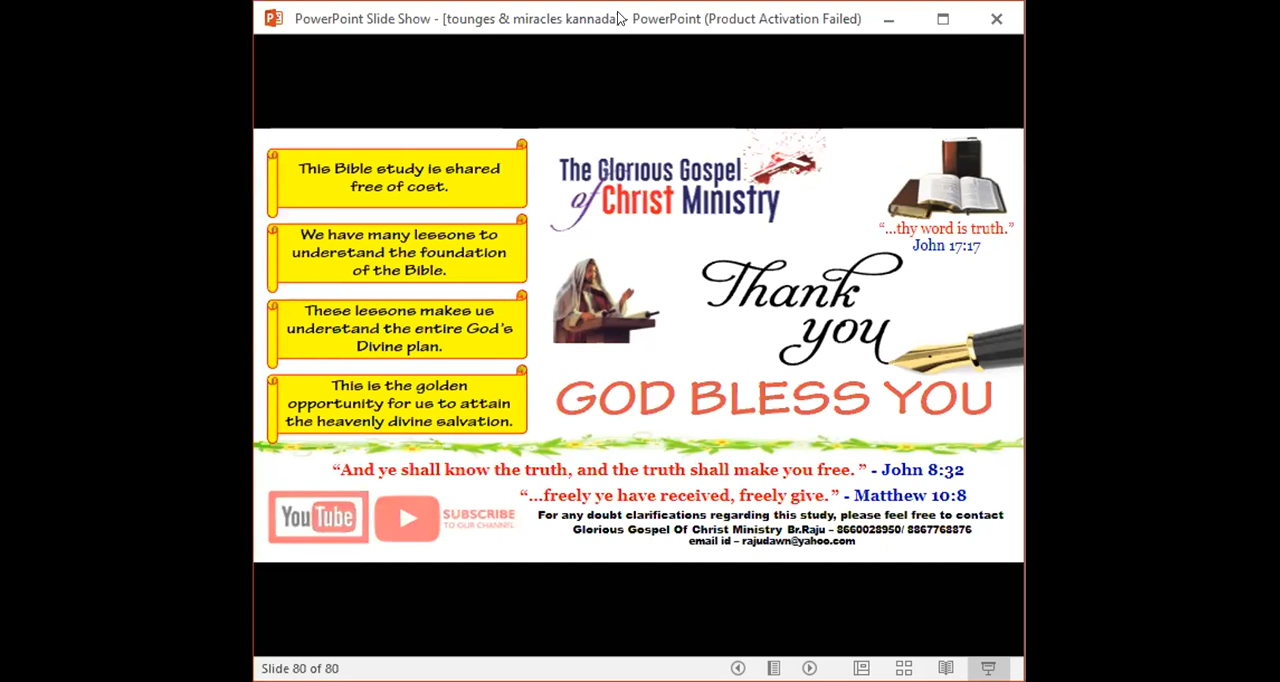 PowerPoint Slide Show - [tounges & miracles kannada] - PowerPoint (Product Activation Failed)
This Bible study is shared
free of cost.
We have many lessons to
understand the foundation
of the Bible.
These lessons makes us
understand the entire God's
Divine plan.
This is the golden
opportunity for us to attain
the heavenly divine salvation.
The Glorious Gospel
of Christ Ministry
"...thy word is truth."
John 17:17
Thank
you
GOD BLESS YOU
"And ye shall know the truth, and the truth shall make you free. " - John 8:32
"...freely ye have received, freely give." - Matthew 10:8
For any doubt clarifications regarding this study, please feel free to contact
Glorious Gospel Of Christ Ministry Br.Raju - 8660028950/ 8867768876
email id - rajudawn@yahoo.com
YouTube
SUBSCRIBE
TO OUR CHANNEL
Slide 80 of 80